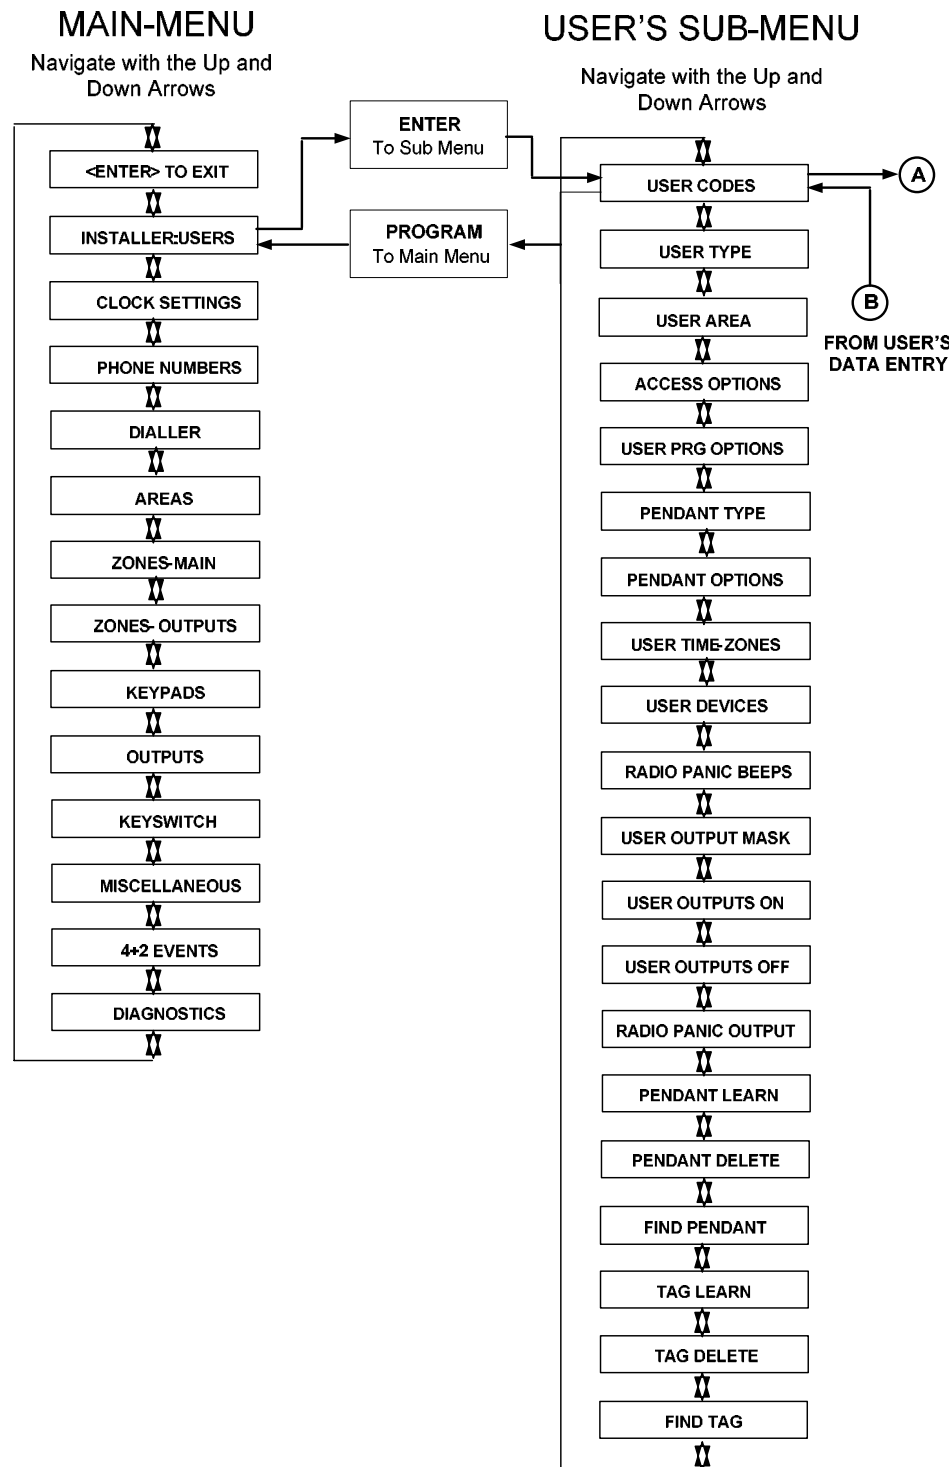 MAIN-MENU
Navigate with the Up and
Down Arrows
<ENTER> TO EXIT
INSTALLER:USERS
CLOCK SETTINGS
PHONE NUMBERS
DIALLER
AREAS
ZONES-MAIN
ZONES- OUTPUTS
KEYPADS
OUTPUTS
KEYSWITCH
MISCELLANEOUS
4+2 EVENTS
DIAGNOSTICS
ENTER
To Sub Menu
PROGRAM
To Main Menu
USER'S SUB-MENU
Navigate with the Up and
Down Arrows
USER CODES
USER TYPE
USER AREA
ACCESS OPTIONS
USER PRG OPTIONS
PENDANT TYPE
PENDANT OPTIONS
USER TIME-ZONES
USER DEVICES
RADIO PANIC BEEPS
USER OUTPUT MASK
USER OUTPUTS ON
USER OUTPUTS OFF
RADIO PANIC OUTPUT
PENDANT LEARN
PENDANT DELETE
FIND PENDANT
TAG LEARN
TAG DELETE
FIND TAG
A
B
FROM USER'S
DATA ENTRY